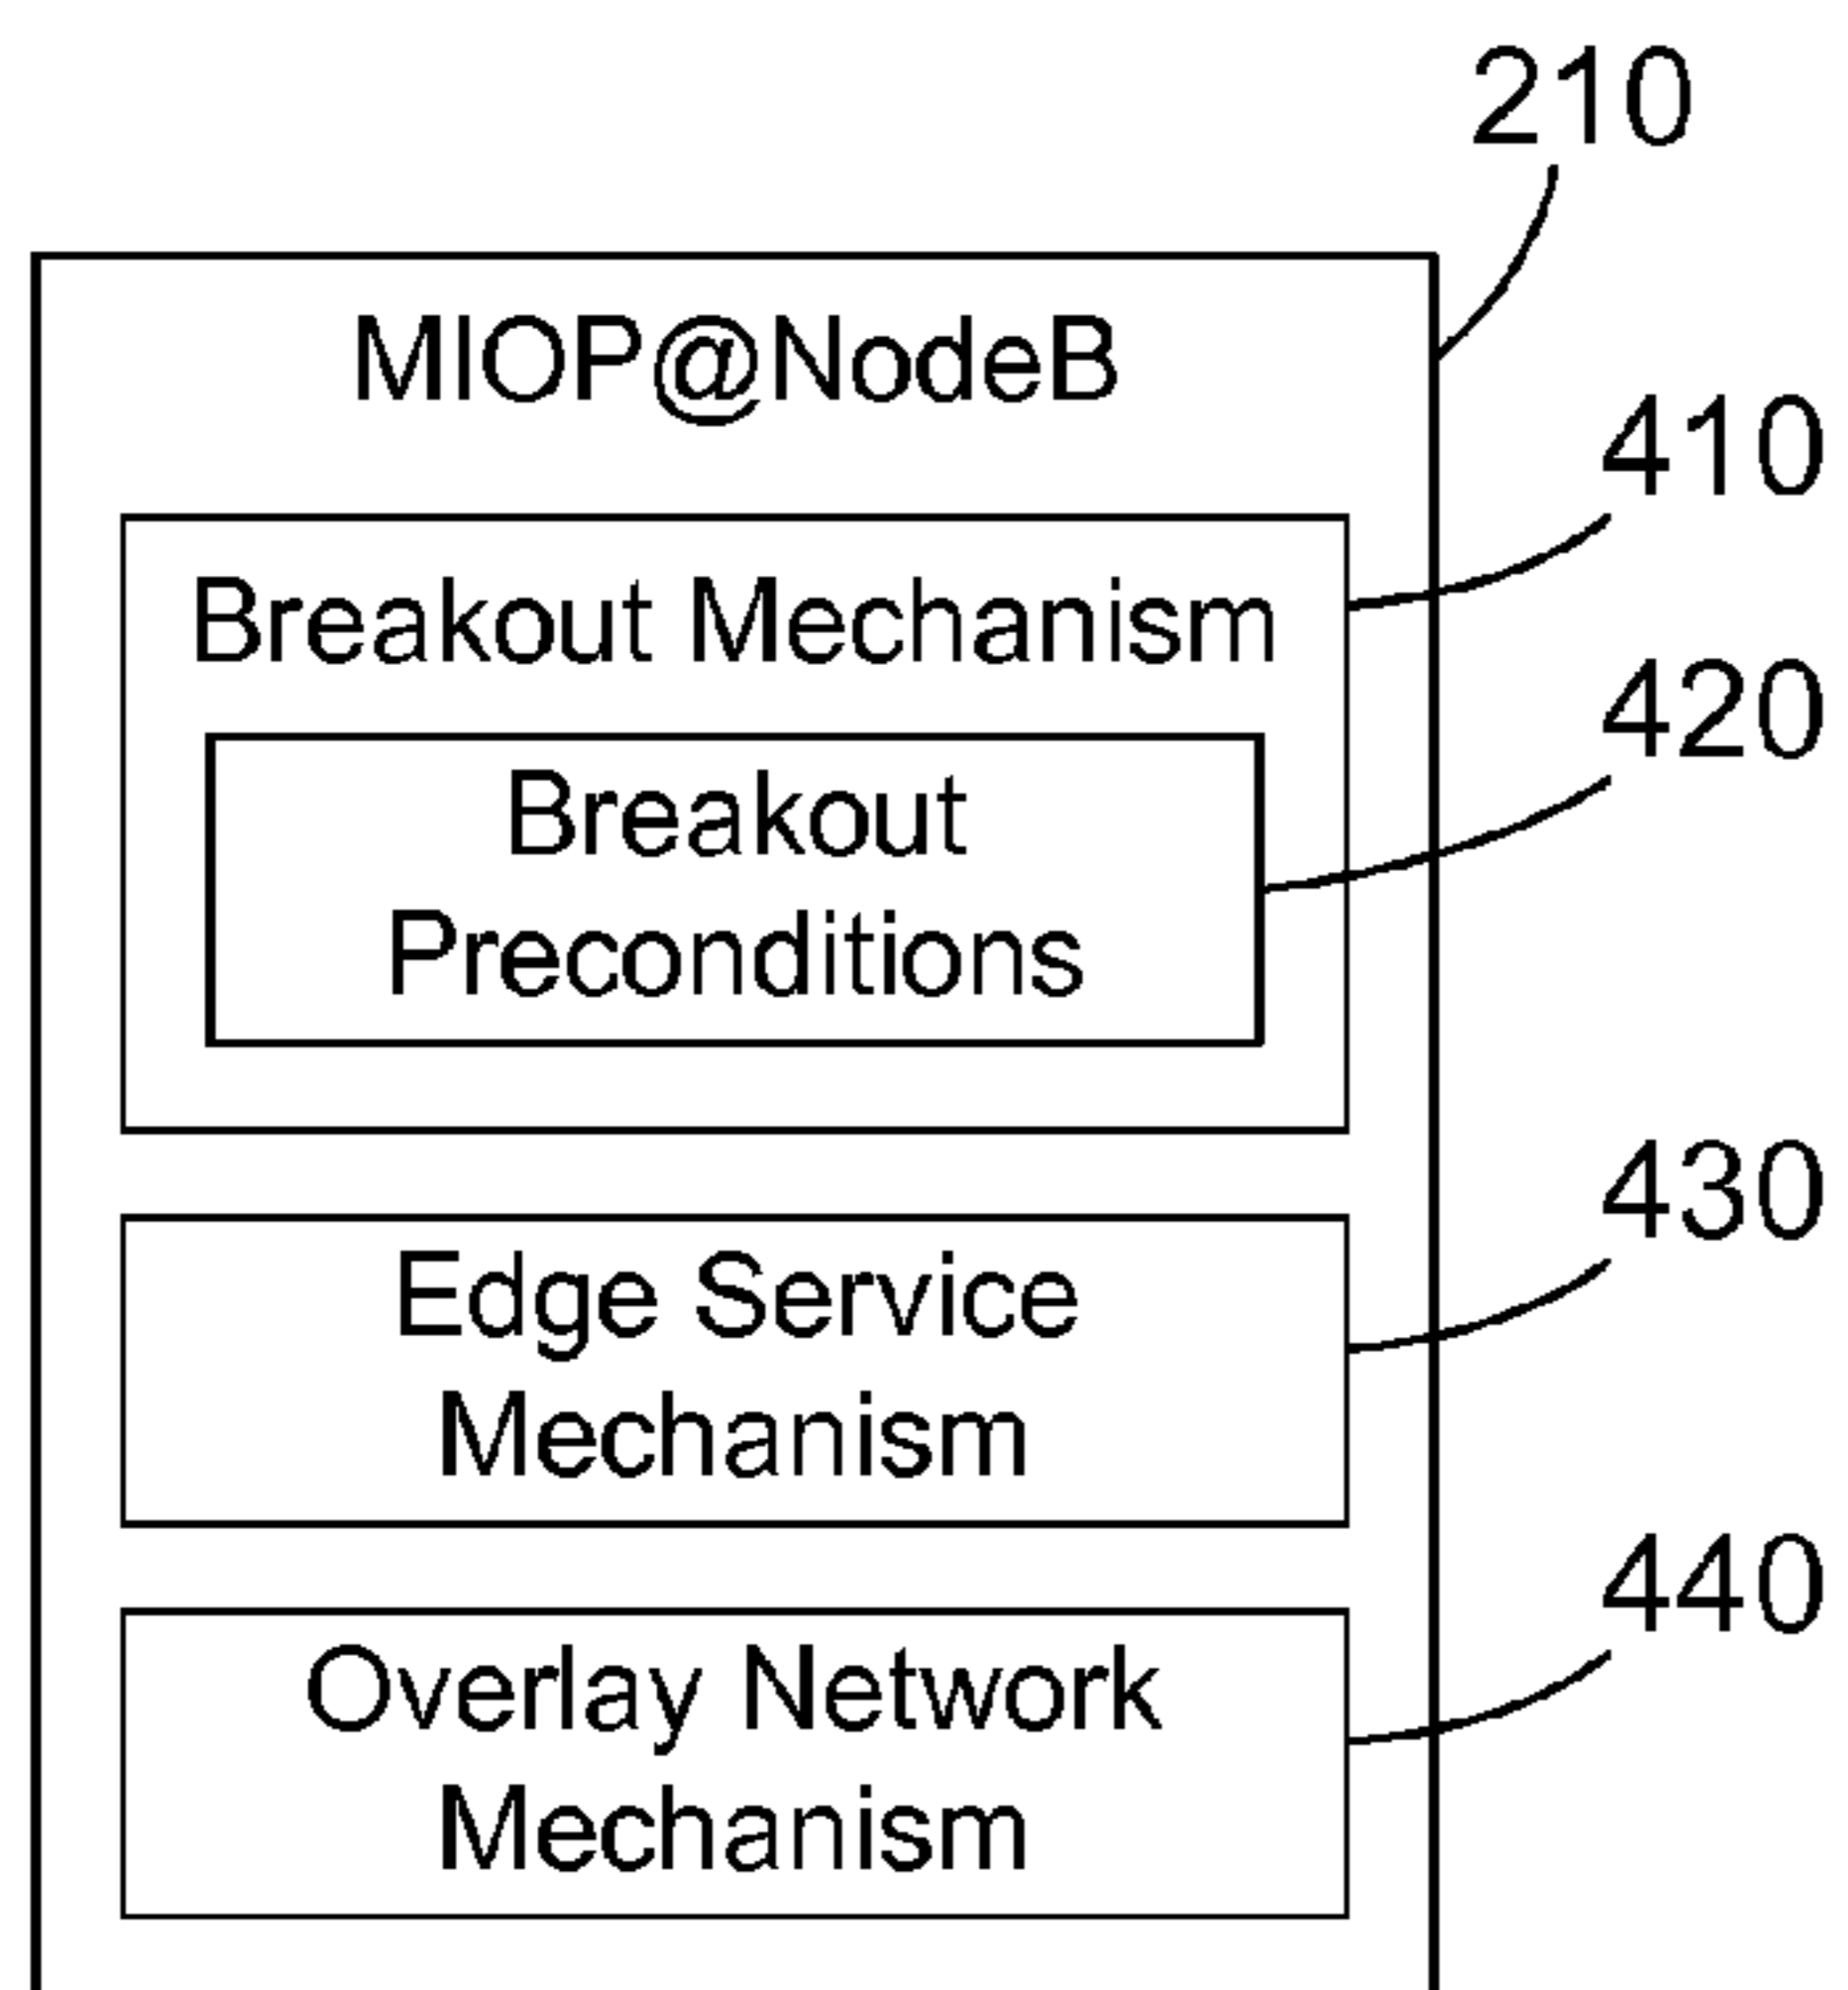 210
MIOP@NodeB
410
Breakout Mechanism
420
Breakout
Preconditions
430
Edge Service
Mechanism
440
Overlay Network
Mechanism